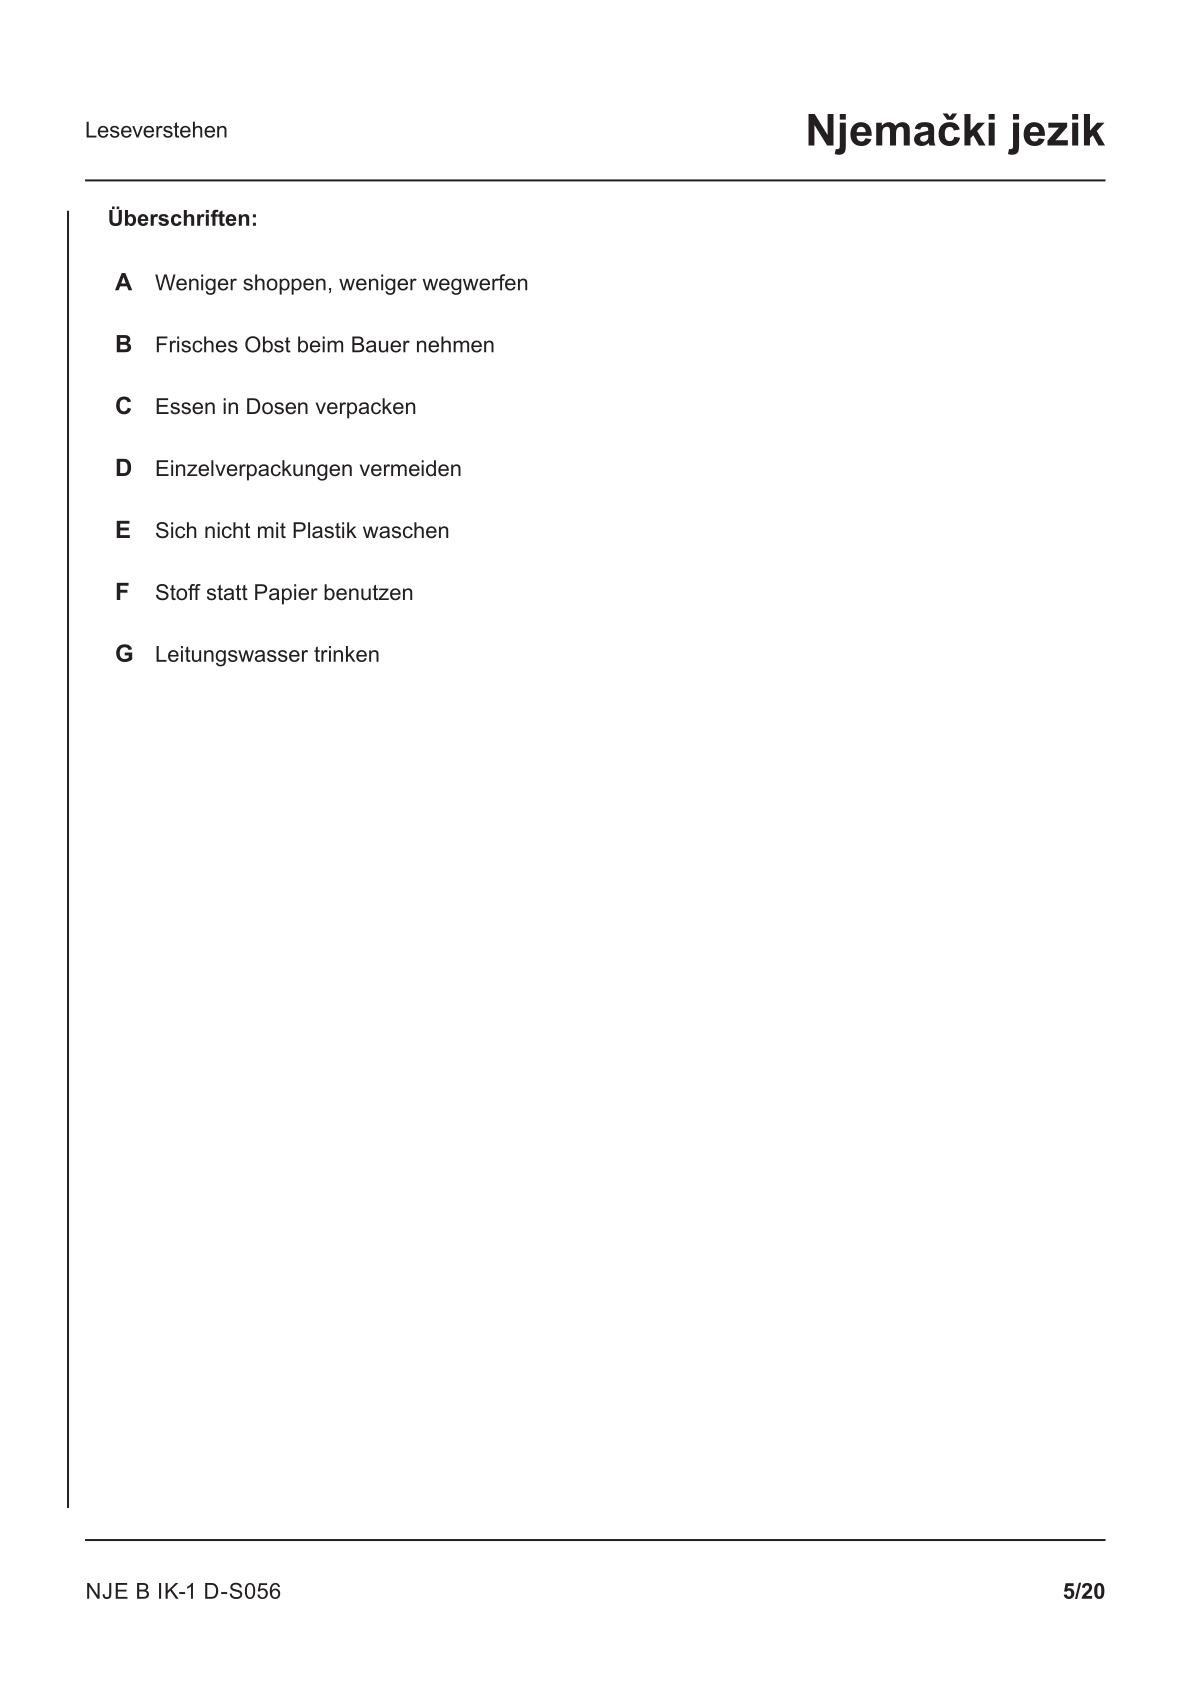 Leseverstehen
Njemački jezik
Überschriften:
A Weniger shoppen, weniger wegwerfen
B Frisches Obst beim Bauer nehmen
C Essen in Dosen verpacken
D Einzelverpackungen vermeiden
E Sich nicht mit Plastik waschen
F Stoff statt Papier benutzen
G Leitungswasser trinken
NJE B IK-1 D-S056
5/20